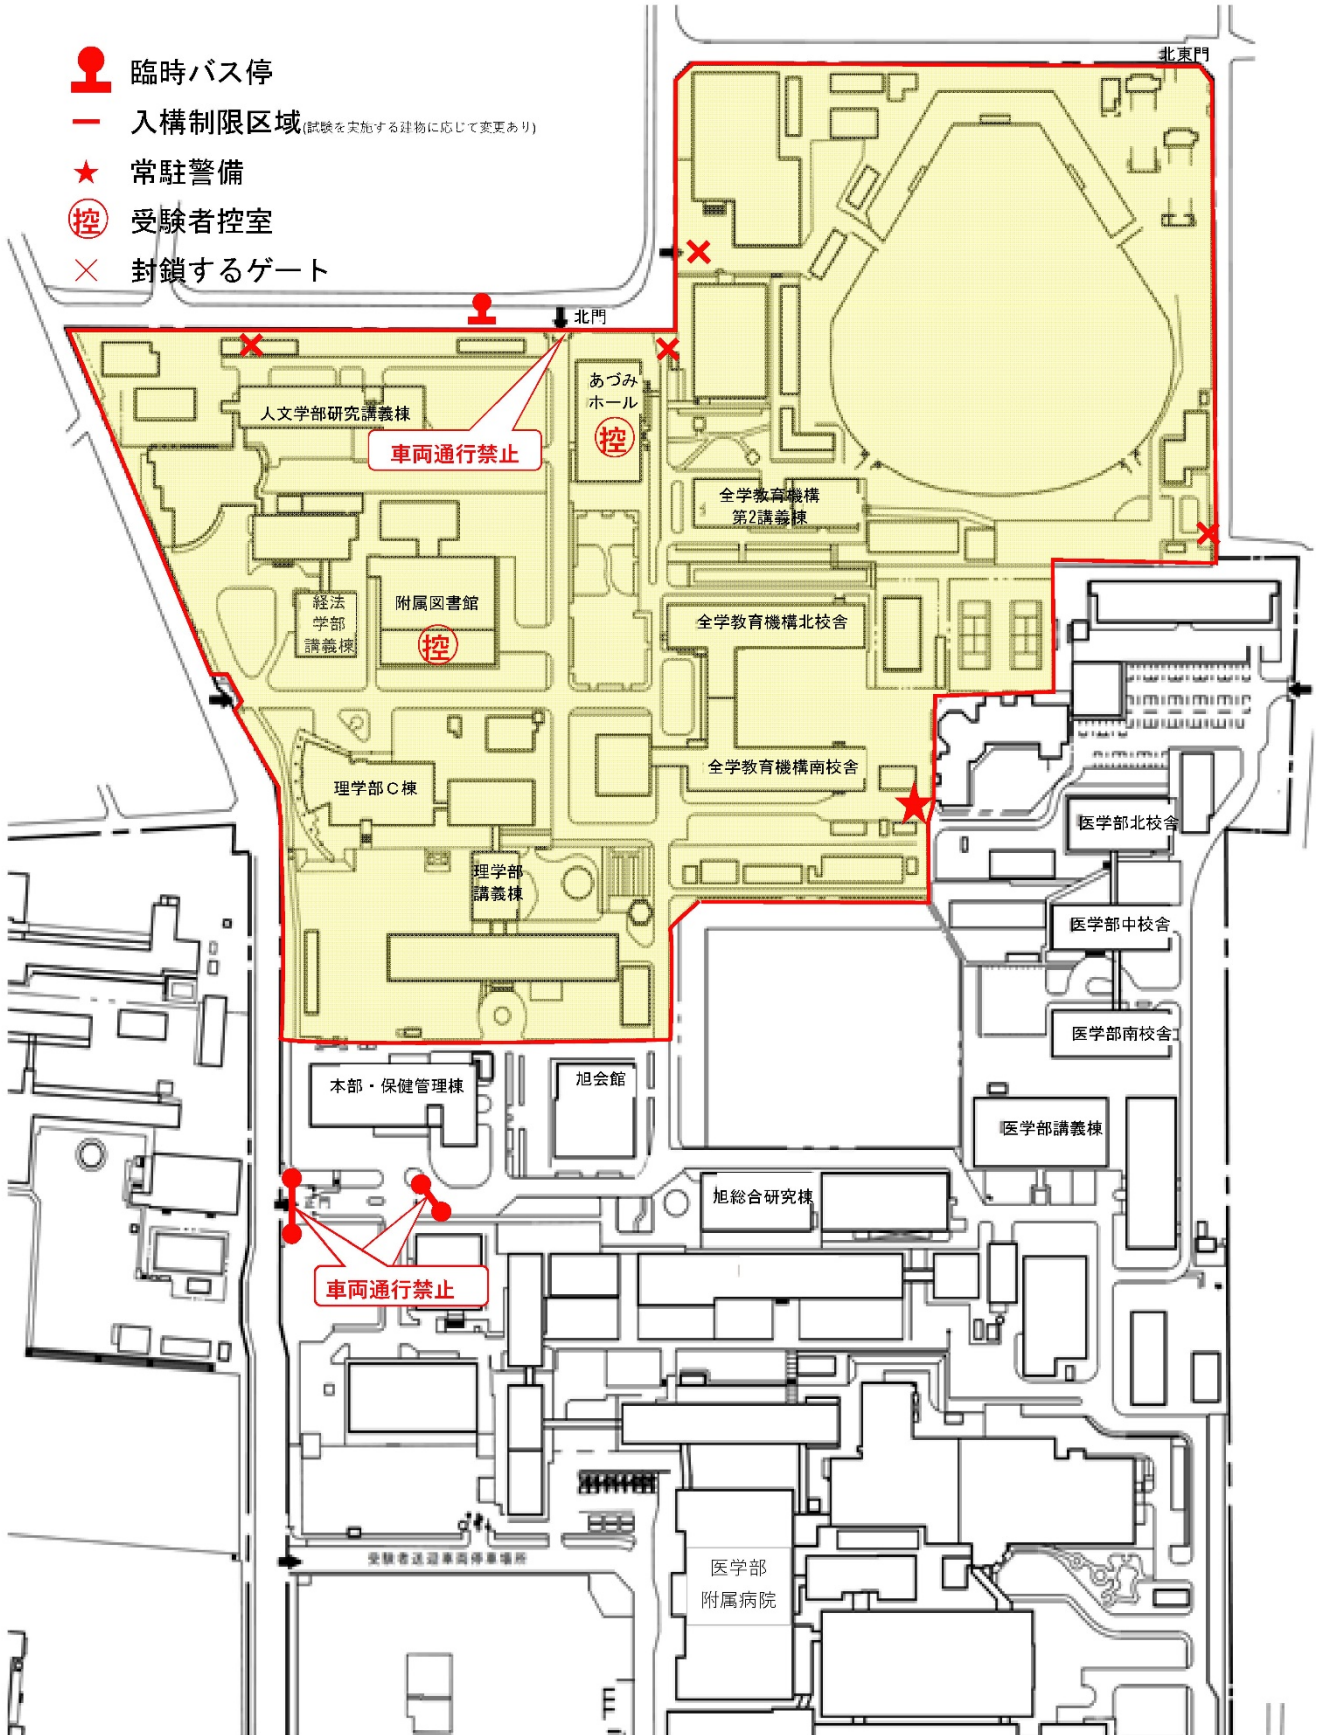 臨時バス停
入構制限区域(試験を実施する建物に応じて変更あり)
常駐警備
控 受験者控室
封鎖するゲート
北東門
北門
あづみ
ホール
控
人文学部研究講義棟
車両通行禁止
全学教育機構
第2講義棟
経法
学部
講義棟
附属図書館
控
全学教育機構北校舎
全学教育機構南校舎
理学部C棟
理学部
講義棟
医学部北校舎
医学部中校舎
医学部南校舎
本部・保健管理棟
旭会館
医学部講義棟
旭総合研究棟
正門
車両通行禁止
受験者送迎車両停車場所
医学部
附属病院